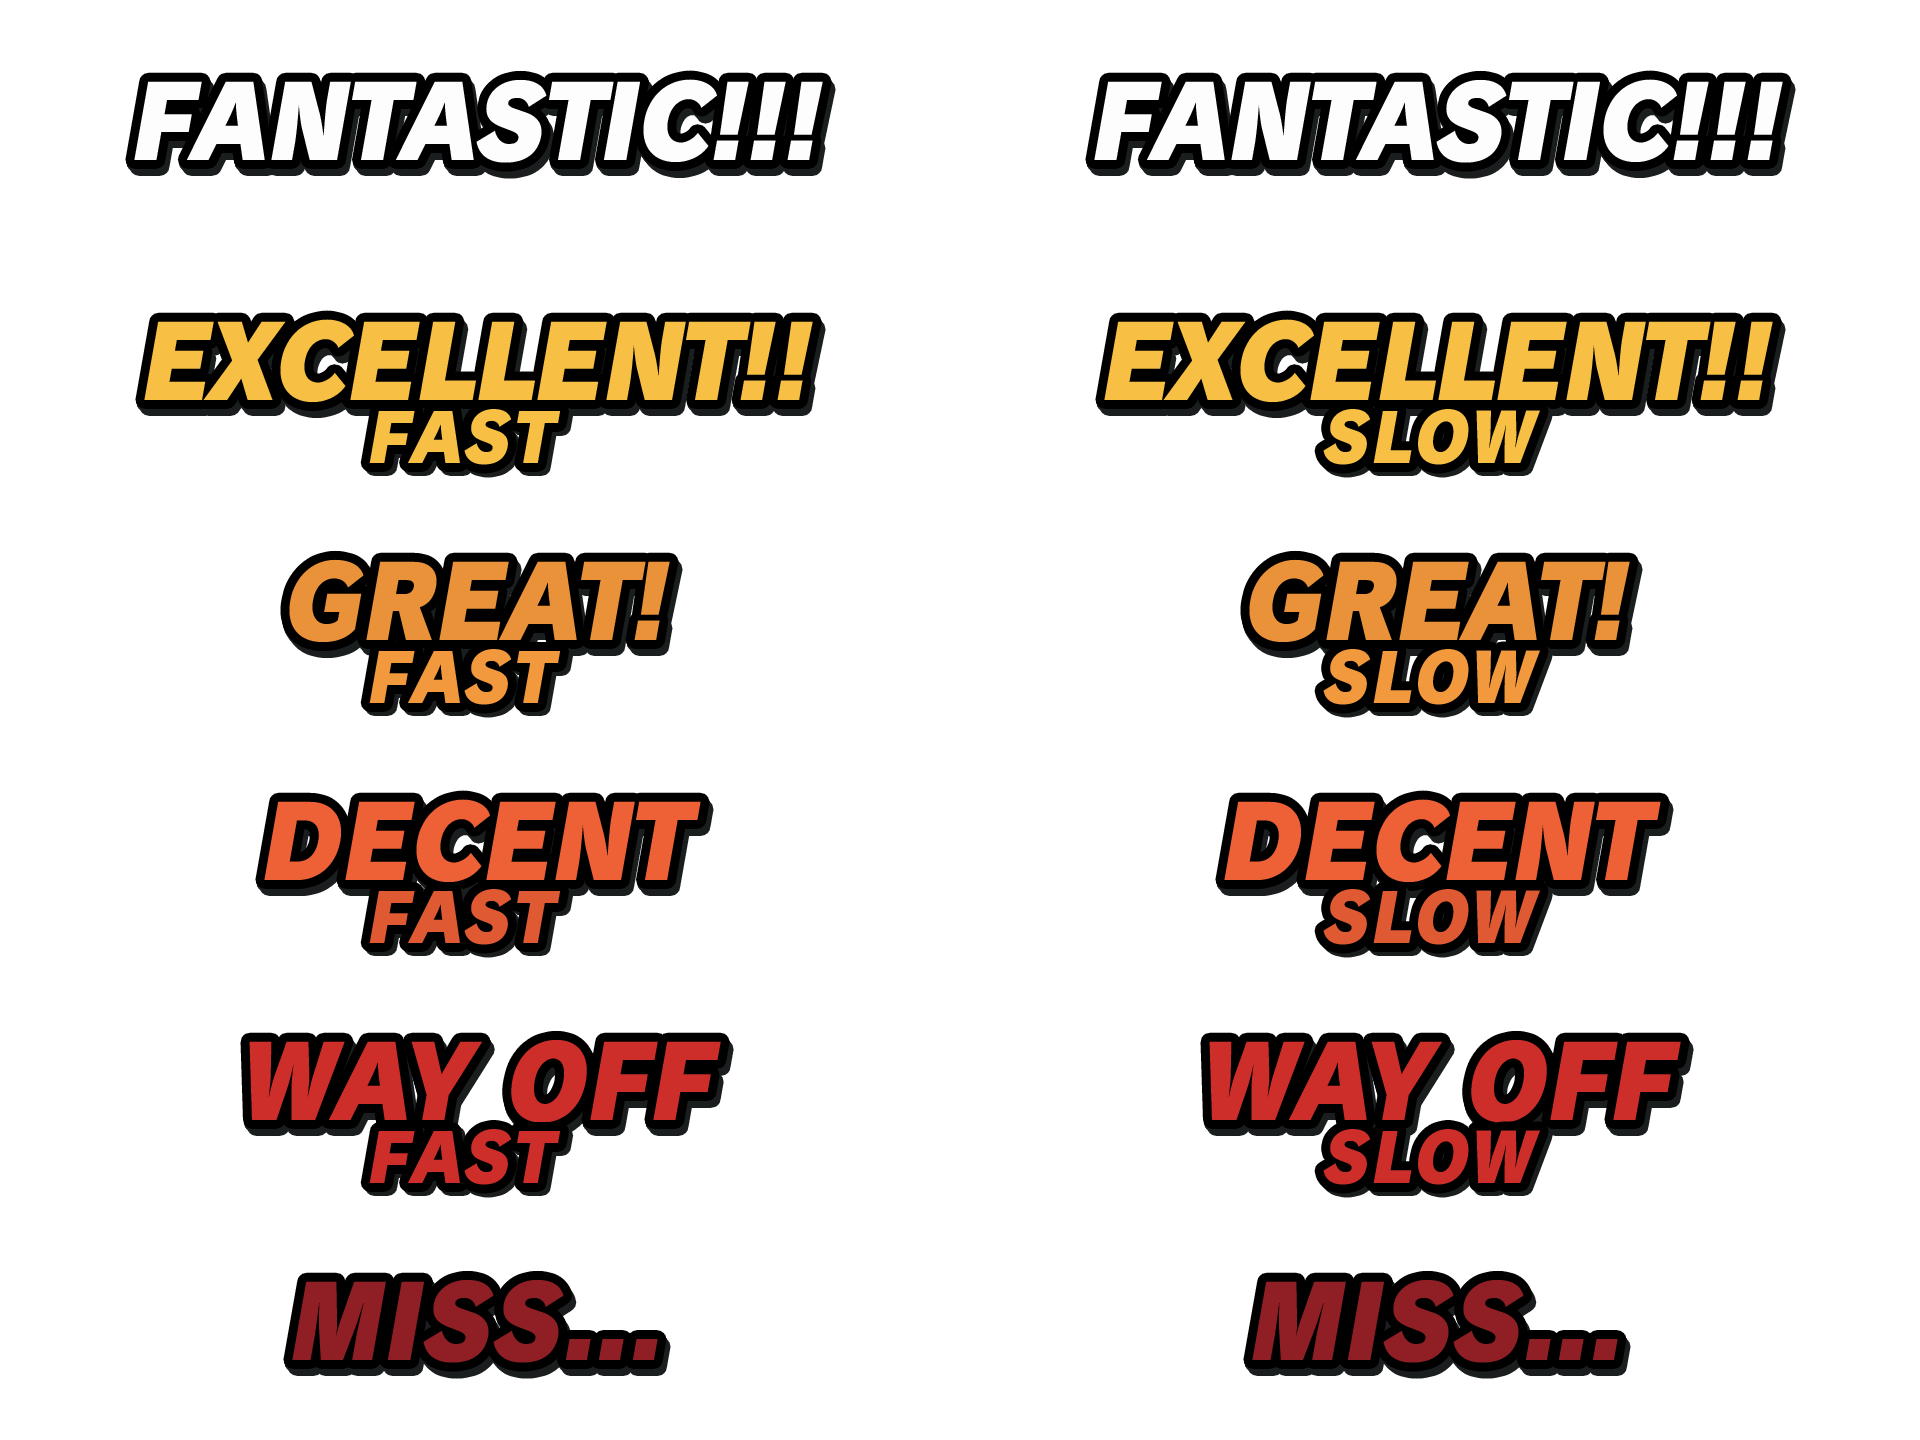 FANTASTIC!!! FANTASTIC!!!
EXCELLENT!! EXCELLENT!!
FAST SLOW
GREAT! GREAT!
FAST SLOW
DECENT DECENT
FAST SLOW
WAY OFF WAY OFF
FAST SLOW
MISS... MISS...